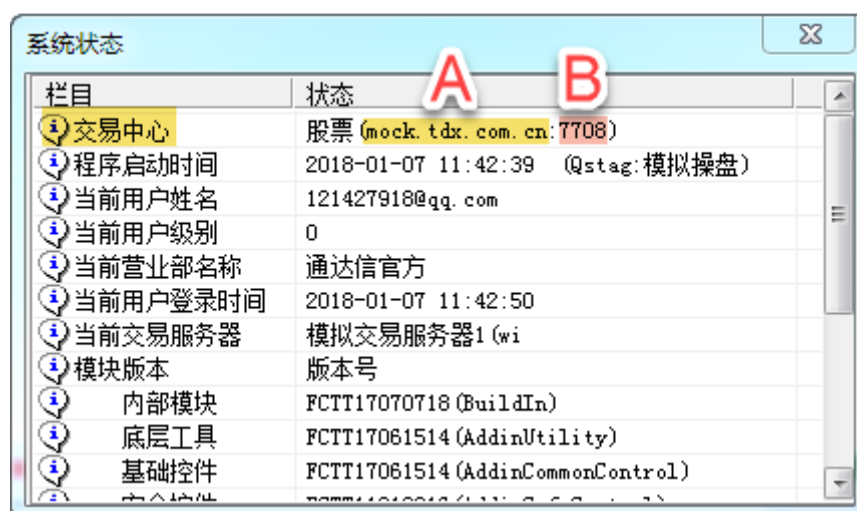 系统状态
A B
栏目 状态
交易中心 股票(mock.tdx.com.cn:7708)
程序启动时间 2018-01-07 11:42:39 (Qstag:模拟操盘)
当前用户姓名 121427918@qq.com
当前用户级别 0
当前营业部名称 通达信官方
当前用户登录时间 2018-01-07 11:42:50
当前交易服务器 模拟交易服务器1(wi
模块版本 版本号
内部模块 FCTT17070718(BuildIn)
底层工具 FCTT17061514(AddinUtility)
基础控件 FCTT17061514(AddinCommonControl)